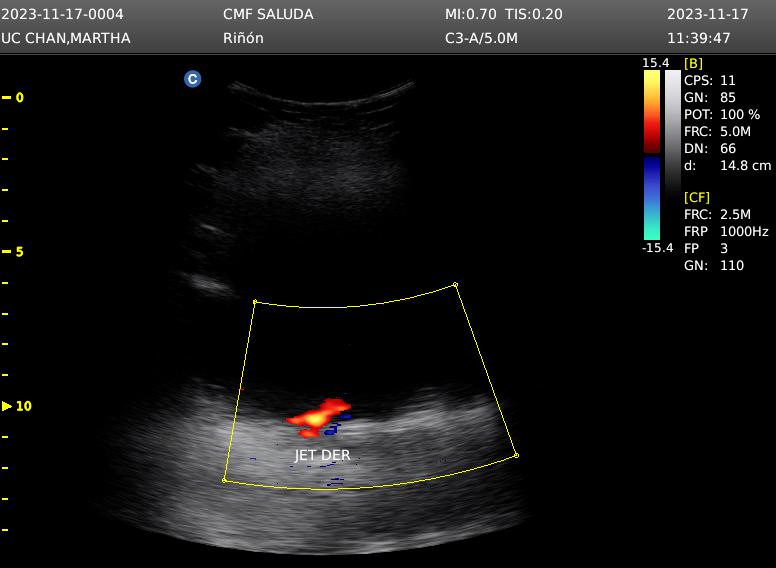 2023-11-17-0004 CMF SALUDA MI:0.70 TIS:0.20 2023-11-17
UC CHAN,MARTHA Riñón C3-A/5.0M 11:39:47
C
15.4 [B]
CPS: 11
GN: 85
POT: 100 %
FRC: 5.0M
DN: 66
d: 14.8 cm
[CF]
FRC: 2.5M
FRP 1000Hz
-15.4 FP 3
GN: 110
0
5
10
JET DER